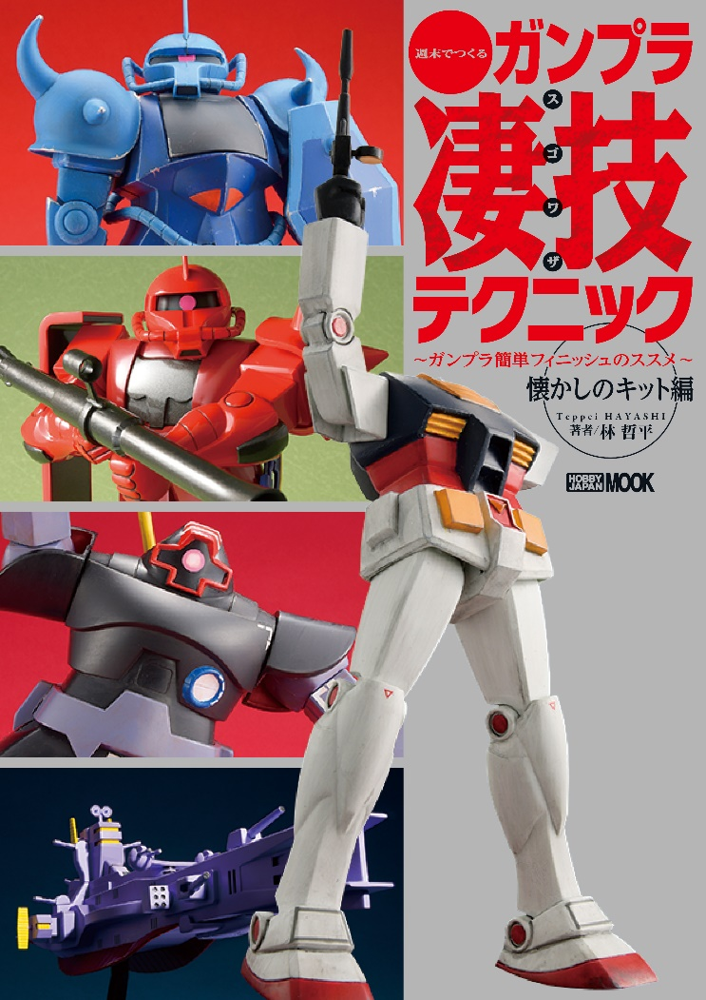 週末でつくる
ガンプラ
凄技
スゴワザ
テクニック
～ガンプラ簡単フィニッシュのススメ～
懐かしのキット編
Teppei HAYASHI
著者/林 哲平
HOBBY JAPAN MOOK